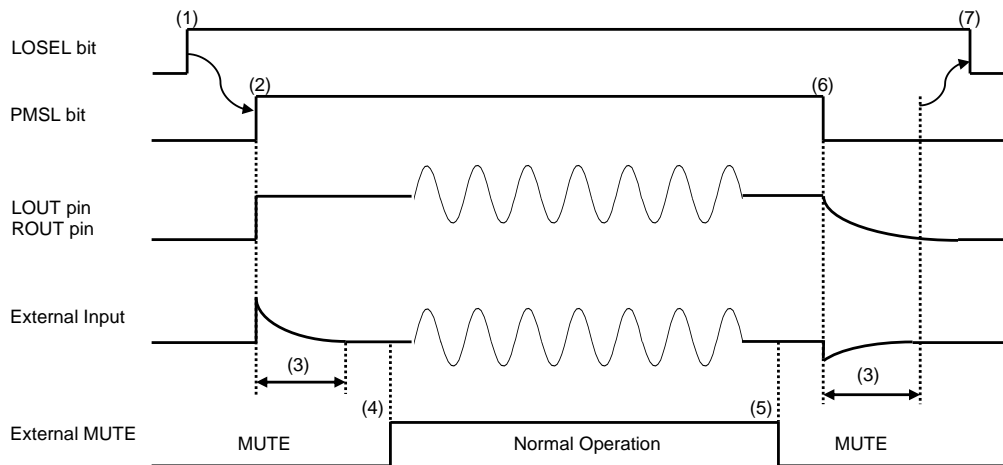 (1)
(7)
LOSEL bit
(2)
(6)
PMSL bit
LOUT pin
ROUT pin
External Input
(3)
(3)
(4)
(5)
External MUTE
MUTE
Normal Operation
MUTE